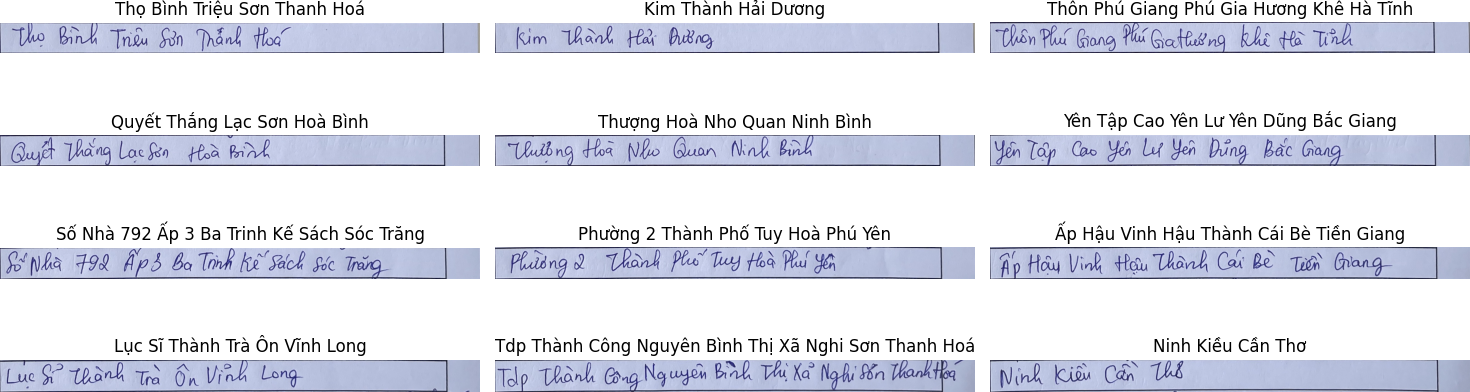 Thọ Bình Triệu Sơn Thanh Hoá
Thọ Bình Triệu Sơn Thanh Hoá
Kim Thành Hải Dương
Kim Thành Hải Dương
Thôn Phú Giang Phú Gia Hương Khê Hà Tĩnh
Thôn Phú Giang Phú Gia Hương Khê Hà Tĩnh
Quyết Thắng Lạc Sơn Hoà Bình
Quyết Thắng Lạc Sơn Hoà Bình
Thượng Hoà Nho Quan Ninh Bình
Thượng Hoà Nho Quan Ninh Bình
Yên Tập Cao Yên Lư Yên Dũng Bắc Giang
Yên Tập Cao Yên Lư Yên Dũng Bắc Giang
Số Nhà 792 Ấp 3 Ba Trinh Kế Sách Sóc Trăng
Số Nhà 792 Ấp 3 Ba Trinh Kế Sách Sóc Trăng
Phường 2 Thành Phố Tuy Hoà Phú Yên
Phường 2 Thành Phố Tuy Hoà Phú Yên
Ấp Hậu Vinh Hậu Thành Cái Bè Tiền Giang
Ấp Hậu Vinh Hậu Thành Cái Bè Tiền Giang
Lục Sĩ Thành Trà Ôn Vĩnh Long
Lục Sĩ Thành Trà Ôn Vĩnh Long
Tdp Thành Công Nguyên Bình Thị Xã Nghi Sơn Thanh Hoá
Tdp Thành Công Nguyên Bình Thị Xã Nghi Sơn Thanh Hoá
Ninh Kiều Cần Thơ
Ninh Kiều Cần Thơ